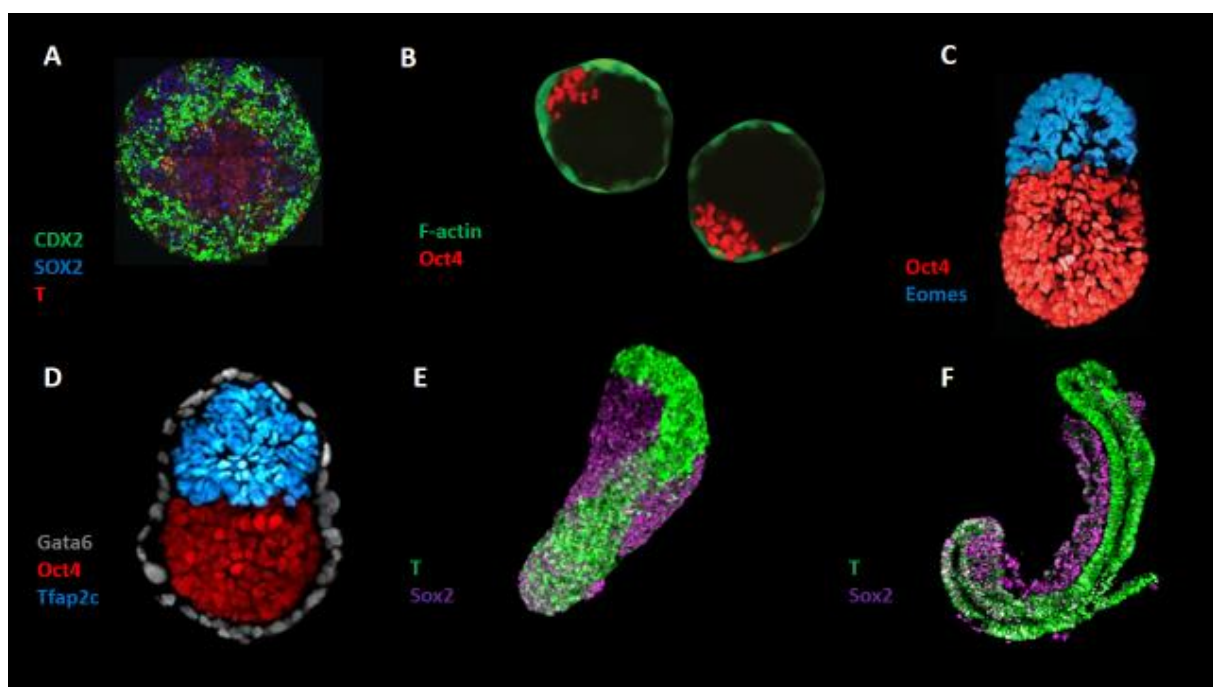 A
CDX2
SOX2
T
B
F-actin
Oct4
C
Oct4
Eomes
D
Gata6
Oct4
Tfap2c
E
T
Sox2
F
T
Sox2